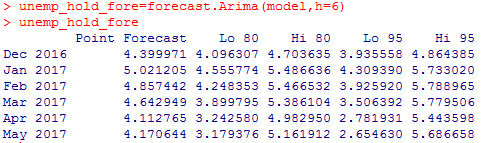 > unemp_hold_fore=forecast.Arima(model,h=6)
> unemp_hold_fore
Point Forecast Lo 80 Hi 80 Lo 95 Hi 95
Dec 2016 4.399971 4.096307 4.703635 3.935558 4.864385
Jan 2017 5.021205 4.555774 5.486636 4.309390 5.733020
Feb 2017 4.857442 4.248353 5.466532 3.925920 5.788965
Mar 2017 4.642949 3.899795 5.386104 3.506392 5.779506
Apr 2017 4.112765 3.242580 4.982950 2.781931 5.443598
May 2017 4.170644 3.179376 5.161912 2.654630 5.686658